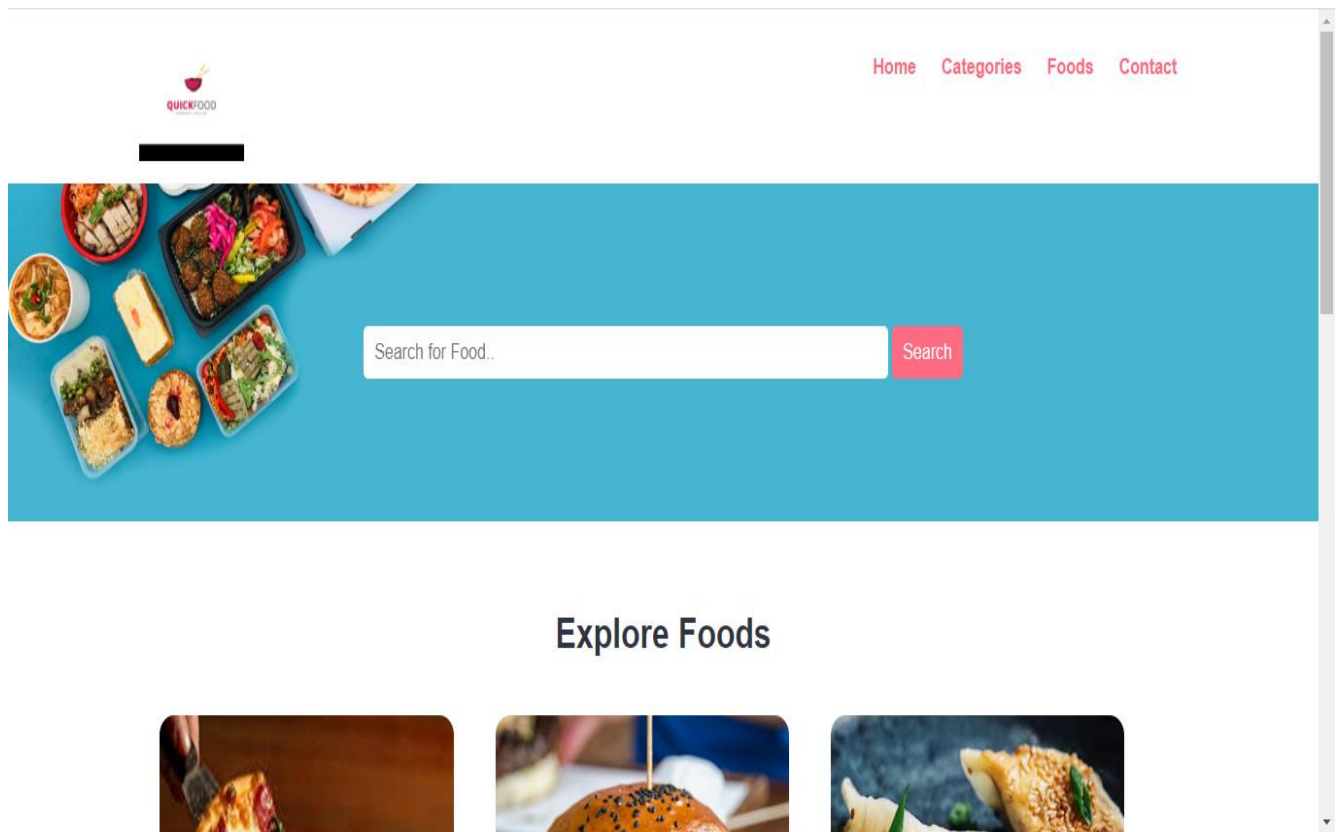 QUICKFOOD
Home Categories Foods Contact
Search for Food..
Search
Explore Foods